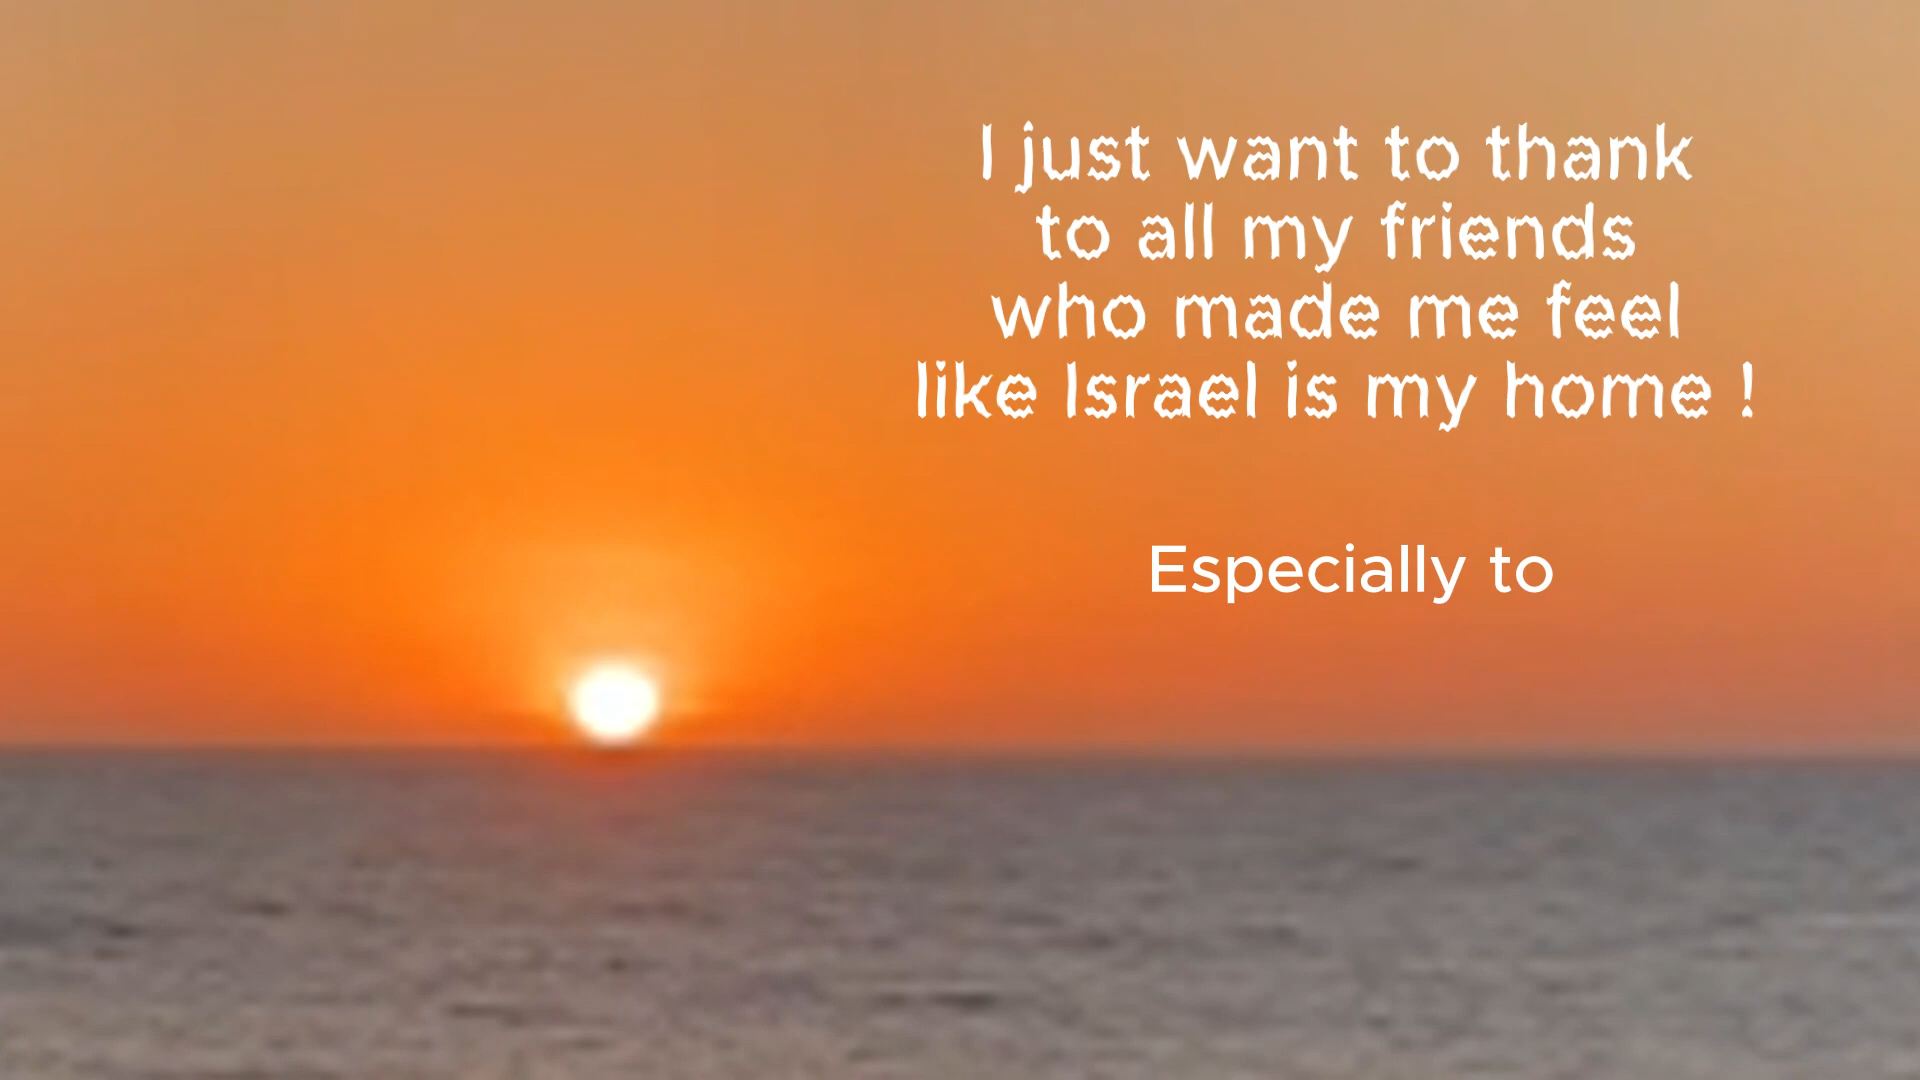 I just want to thank
to all my friends
who made me feel
like Israel is my home !
Especially to